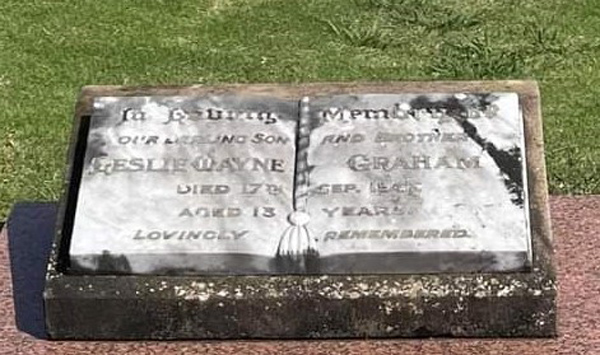 In Loving Memory of
OUR DARLING SON AND BROTHER
LESLIE WAYNE GRAHAM
DIED 17TH SEP.
AGED 13 YEARS
LOVINGLY REMEMBERED.